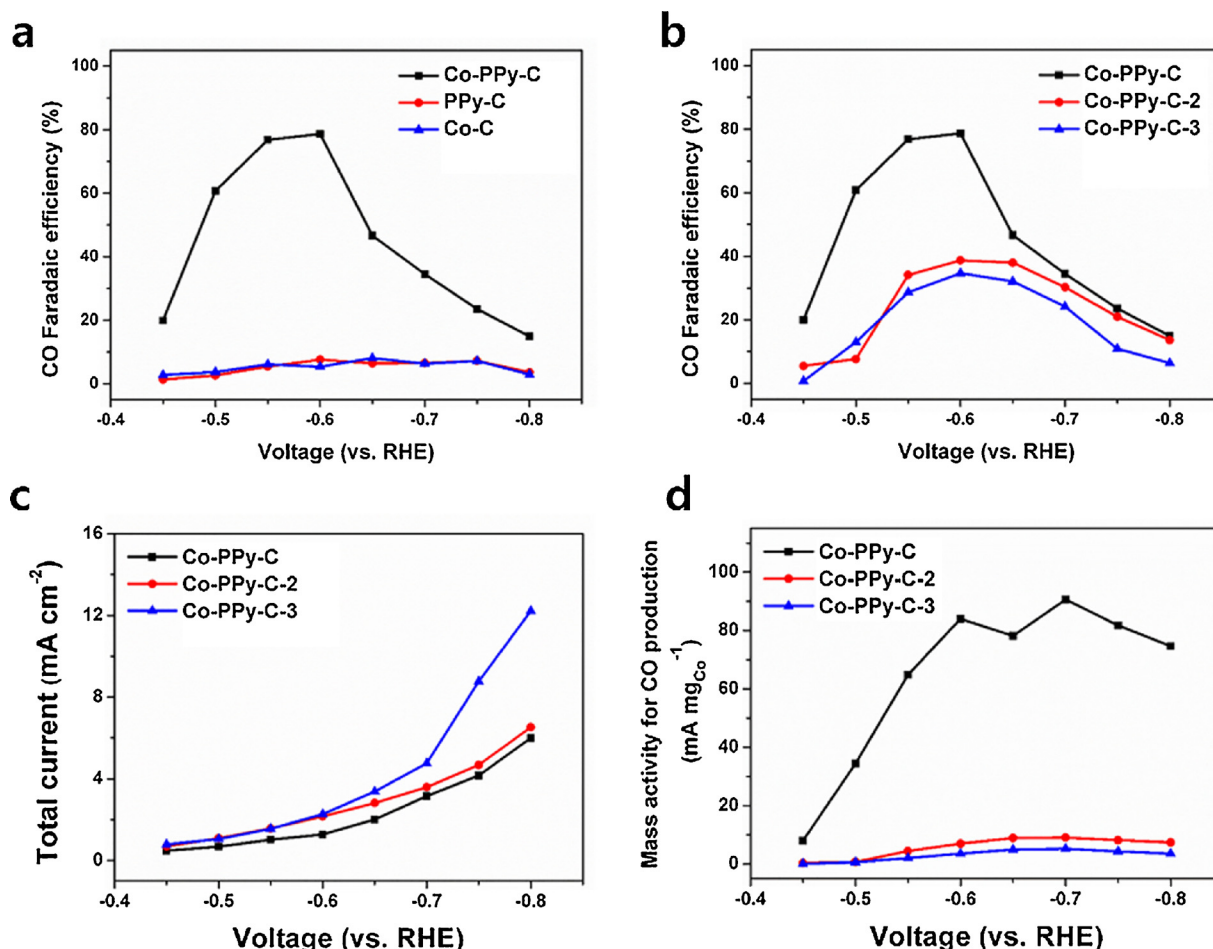 a
CO Faradaic efficiency (%)
100
80
60
40
20
0
Co-PPy-C
PPy-C
Co-C
-0.4
-0.5
-0.6
-0.7
-0.8
Voltage (vs. RHE)
b
CO Faradaic efficiency (%)
100
80
60
40
20
0
Co-PPy-C
Co-PPy-C-2
Co-PPy-C-3
-0.4
-0.5
-0.6
-0.7
-0.8
Voltage (vs. RHE)
c
Total current (mA cm⁻²)
16
12
8
4
0
Co-PPy-C
Co-PPy-C-2
Co-PPy-C-3
-0.4
-0.5
-0.6
-0.7
-0.8
Voltage (vs. RHE)
d
Mass activity for CO production
(mA mg_Co⁻¹)
100
80
60
40
20
0
Co-PPy-C
Co-PPy-C-2
Co-PPy-C-3
-0.4
-0.5
-0.6
-0.7
-0.8
Voltage (vs. RHE)